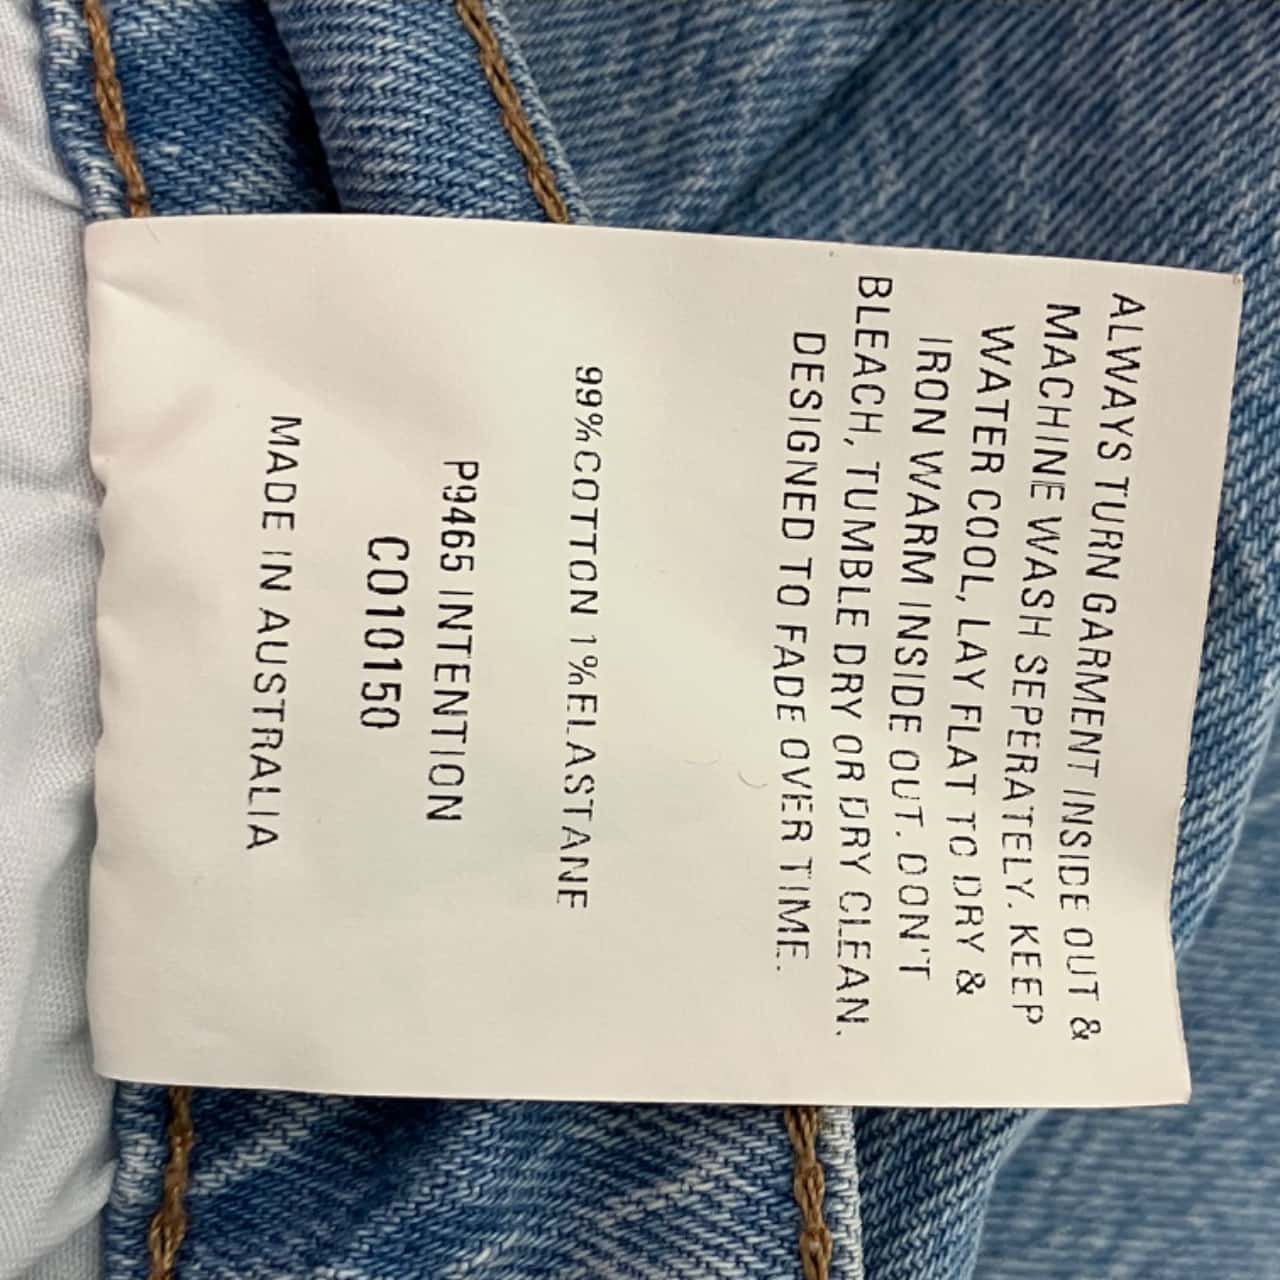 ALWAYS TURN GARMENT INSIDE OUT &
MACHINE WASH SEPERATELY. KEEP
WATER COOL, LAY FLAT TO DRY &
IRON WARM INSIDE OUT. DON'T
BLEACH, TUMBLE DRY OR DRY CLEAN.
DESIGNED TO FADE OVER TIME.
99%COTTON 1%ELASTANE
P9465 INTENTION
CO10150
MADE IN AUSTRALIA